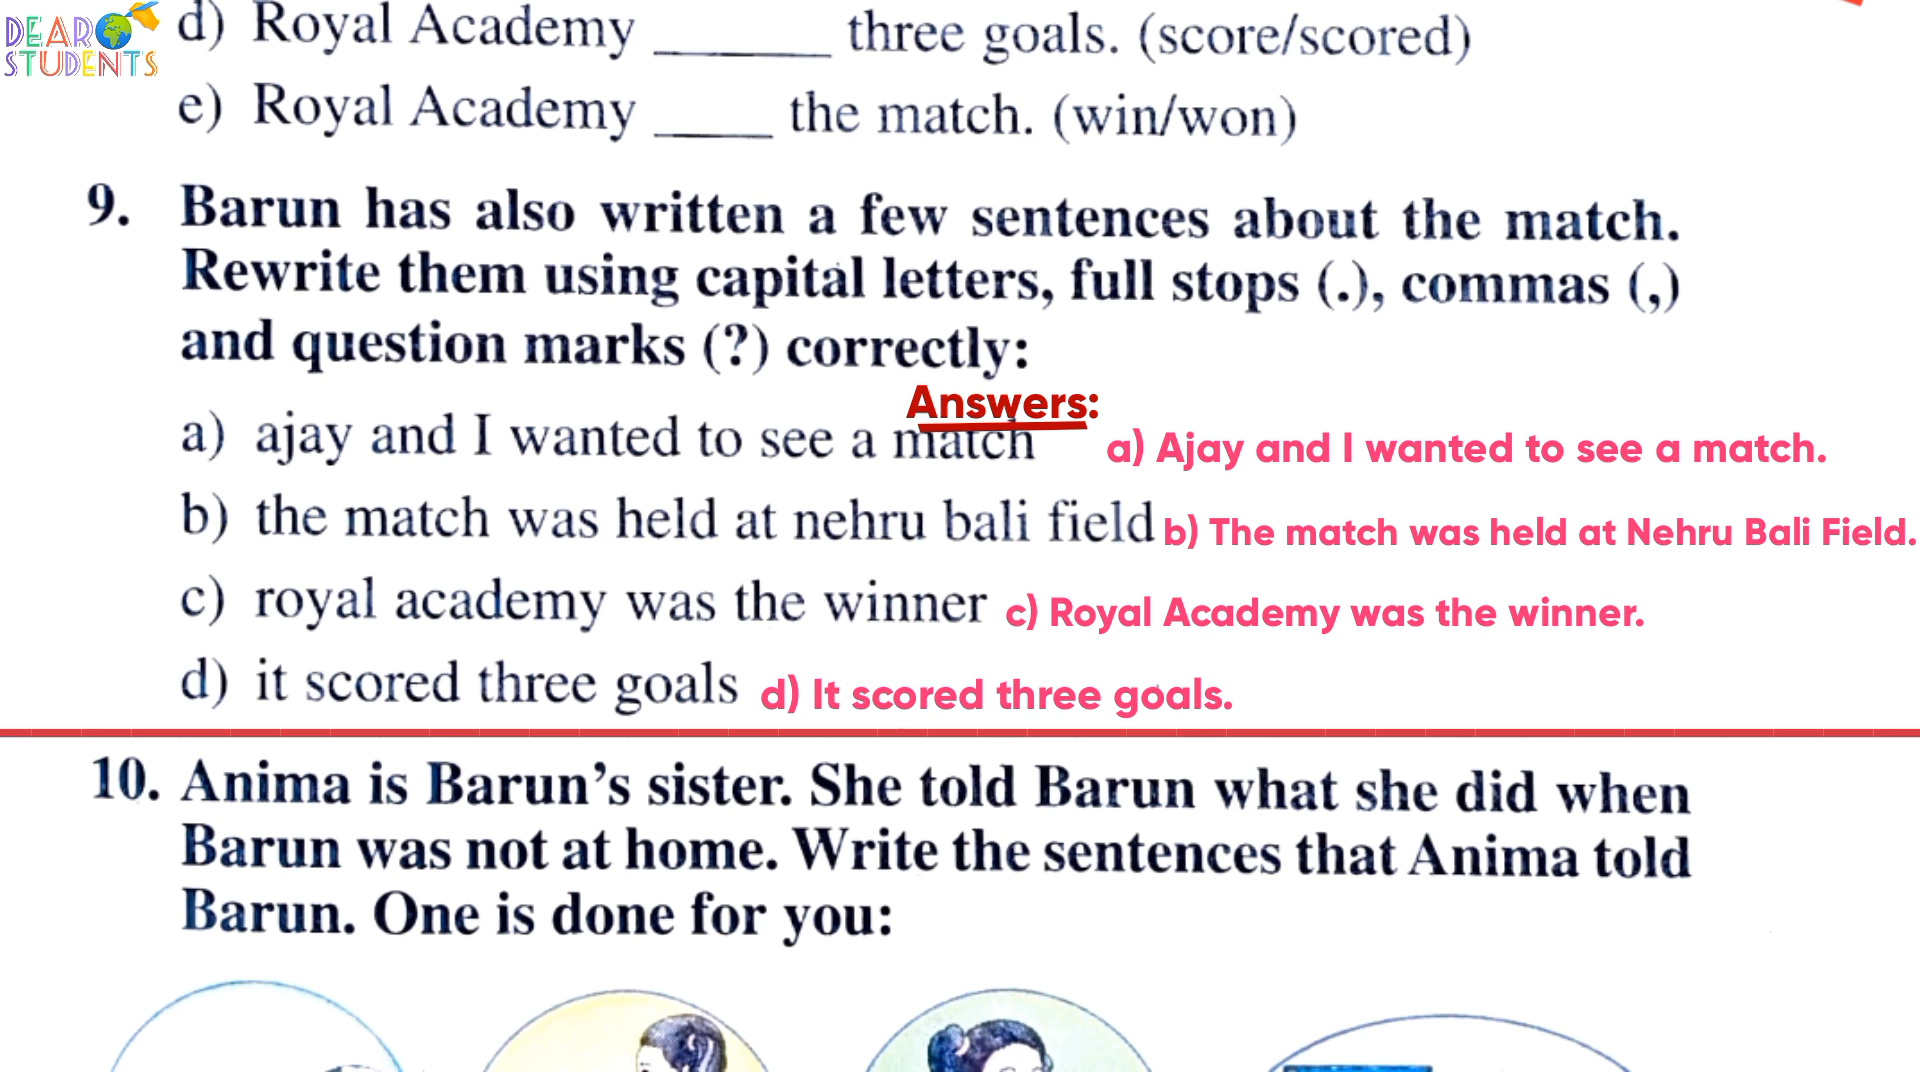 DEAR
STUDENTS
d) Royal Academy ______ three goals. (score/scored)
e) Royal Academy ____ the match. (win/won)
9. Barun has also written a few sentences about the match.
Rewrite them using capital letters, full stops (.), commas (,)
and question marks (?) correctly:
Answers:
a) ajay and I wanted to see a match a) Ajay and I wanted to see a match.
b) the match was held at nehru bali field b) The match was held at Nehru Bali Field.
c) royal academy was the winner c) Royal Academy was the winner.
d) it scored three goals d) It scored three goals.
10. Anima is Barun's sister. She told Barun what she did when
Barun was not at home. Write the sentences that Anima told
Barun. One is done for you: